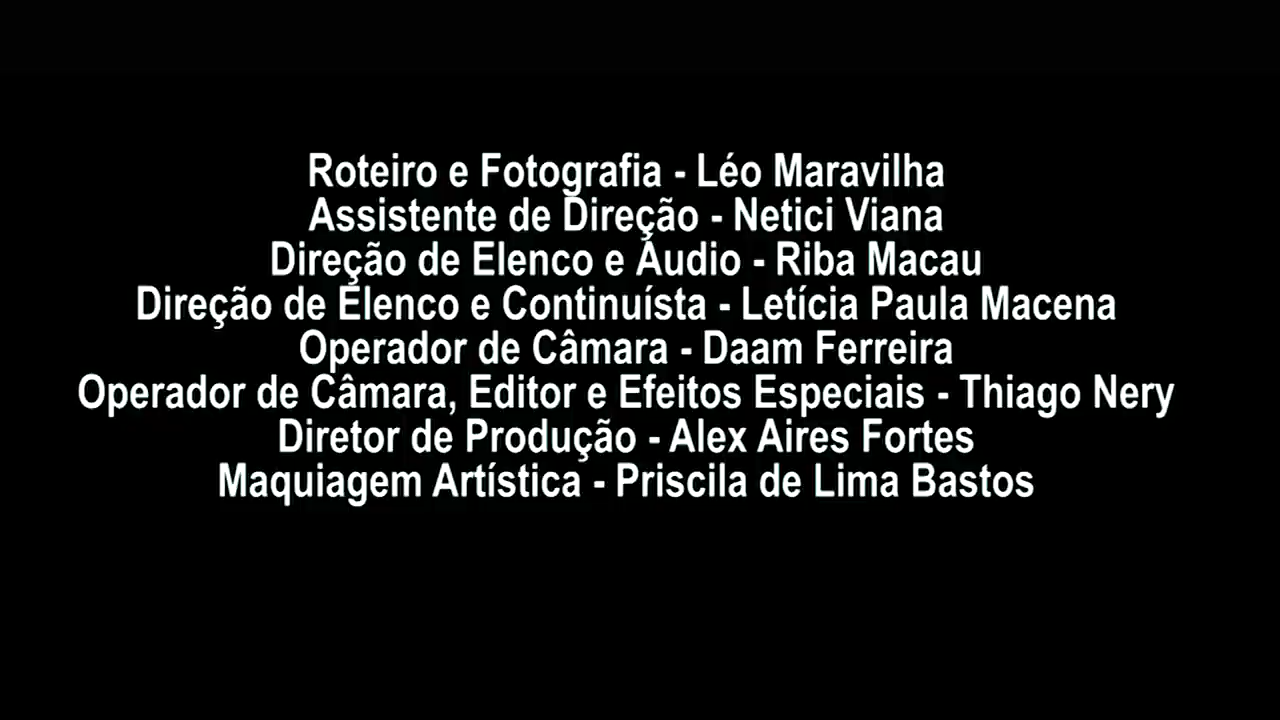 Roteiro e Fotografia - Léo Maravilha
Assistente de Direção - Netici Viana
Direção de Elenco e Áudio - Riba Macau
Direção de Elenco e Continuísta - Letícia Paula Macena
Operador de Câmara - Daam Ferreira
Operador de Câmara, Editor e Efeitos Especiais - Thiago Nery
Diretor de Produção - Alex Aires Fortes
Maquiagem Artística - Priscila de Lima Bastos